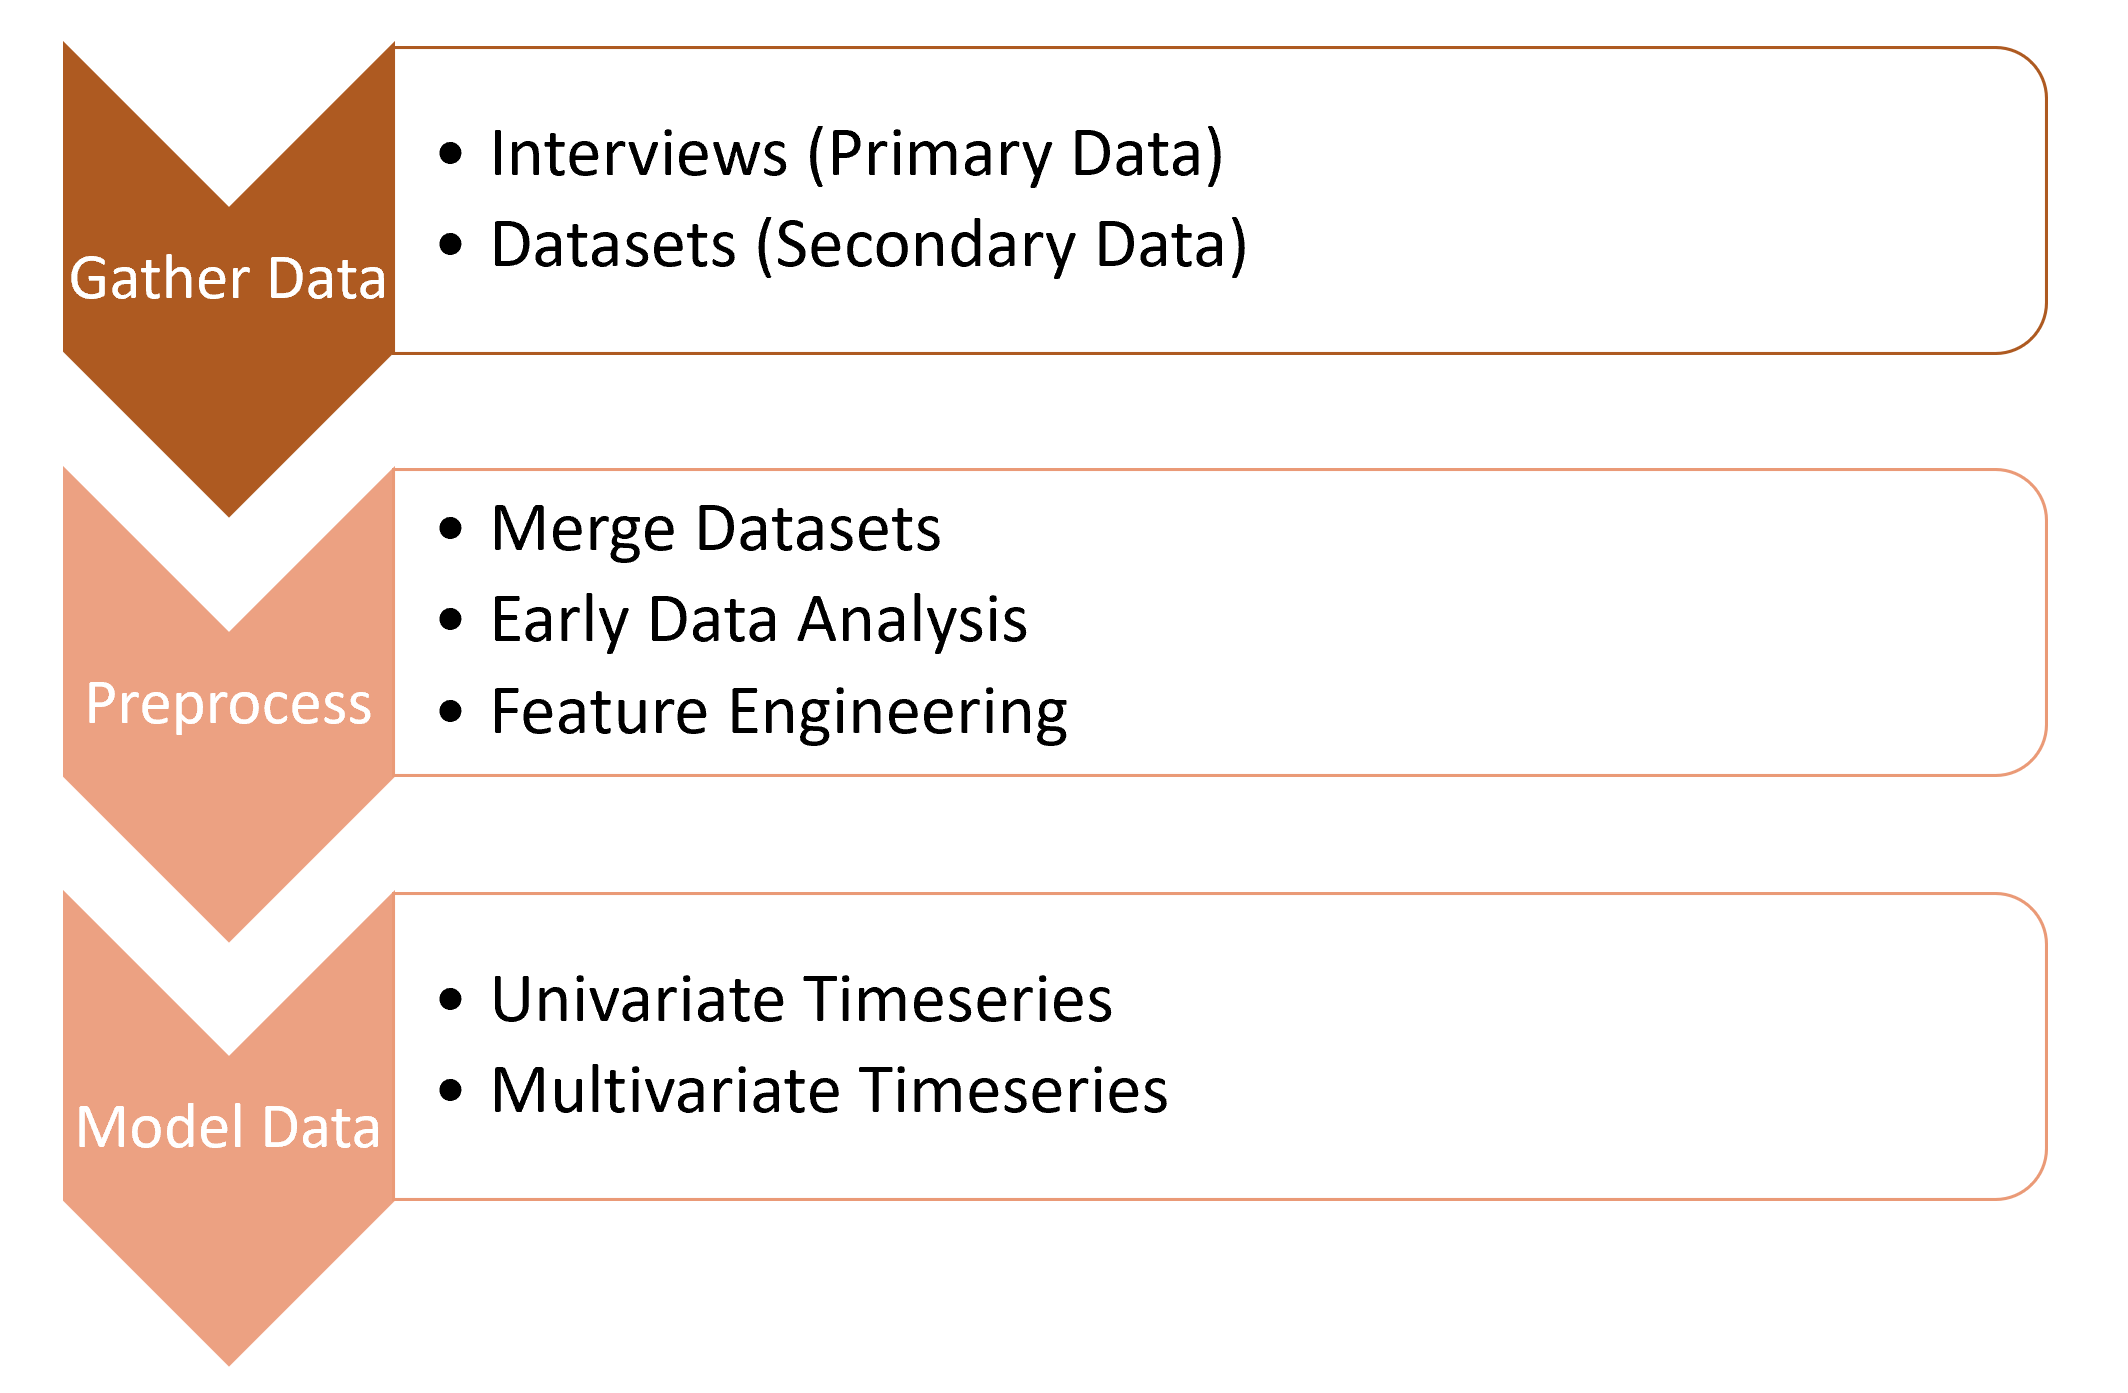 Gather Data
• Interviews (Primary Data)
• Datasets (Secondary Data)
Preprocess
• Merge Datasets
• Early Data Analysis
• Feature Engineering
Model Data
• Univariate Timeseries
• Multivariate Timeseries